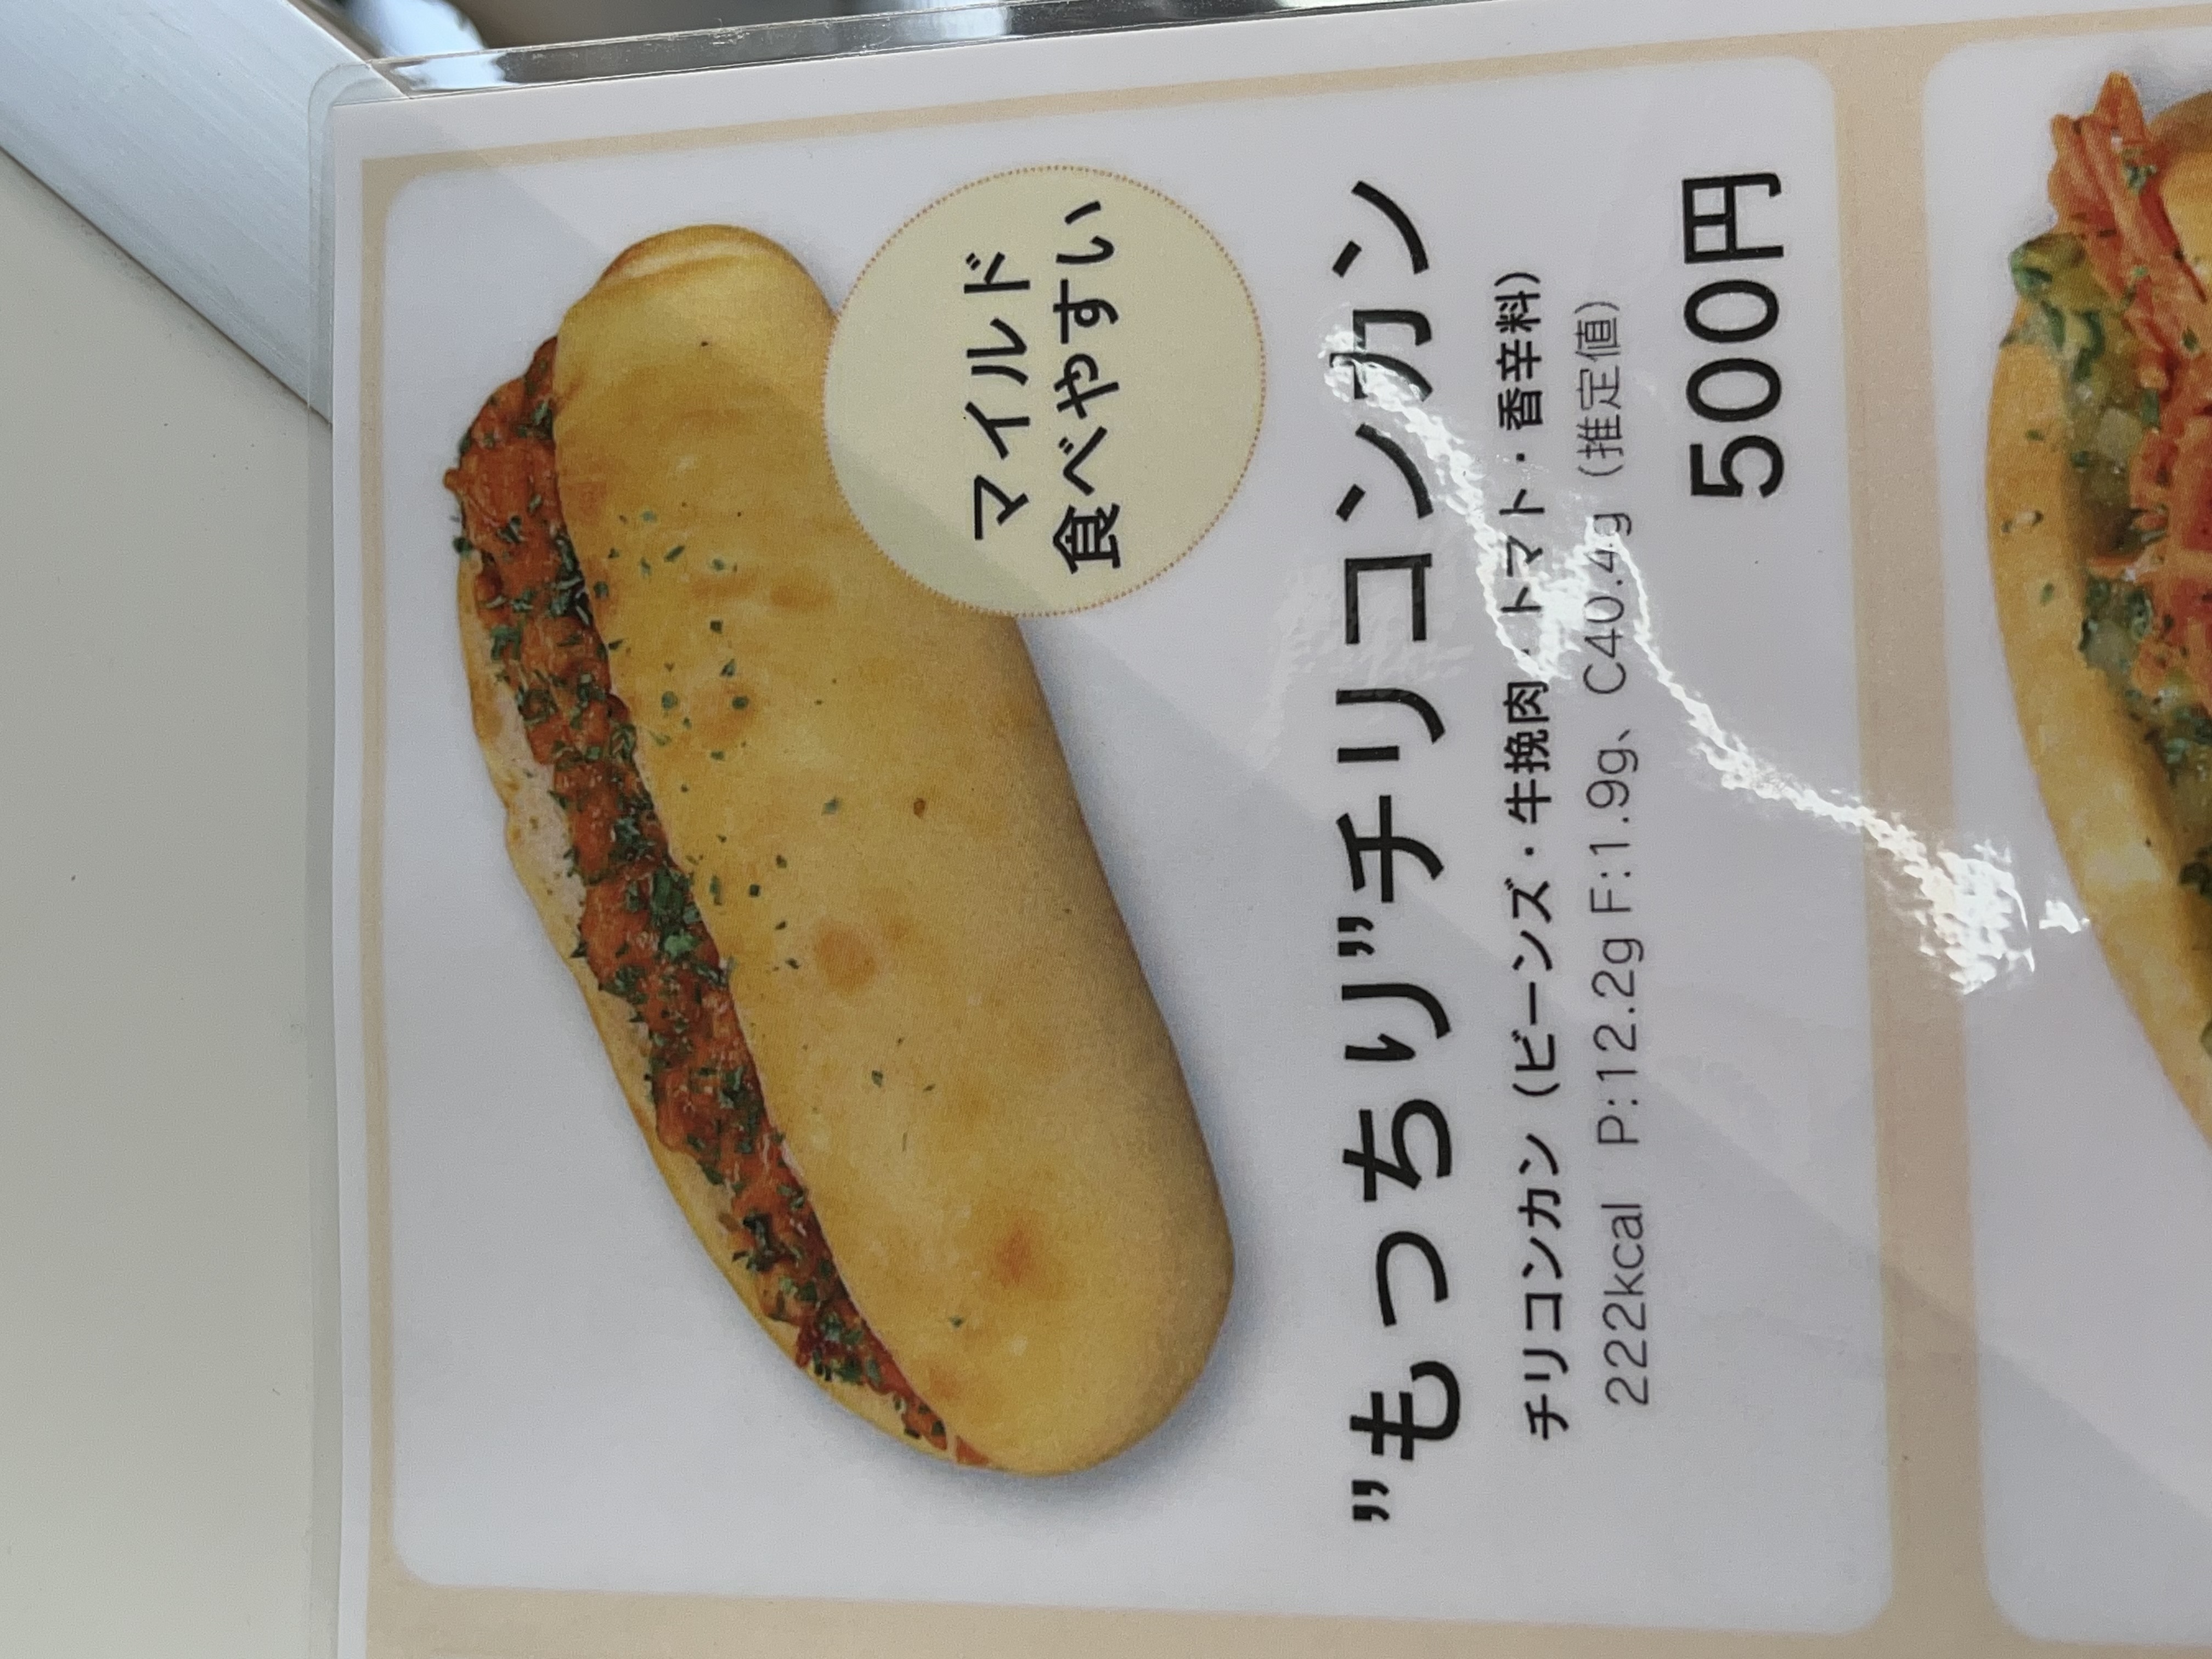 マイルド
食べやすい
”もっちり”チリコンカン
チリコンカン（ビーンズ・牛挽肉・トマト・香辛料）
222kcal P:12.2g F:1.9g、C40.4g（推定値）
500円